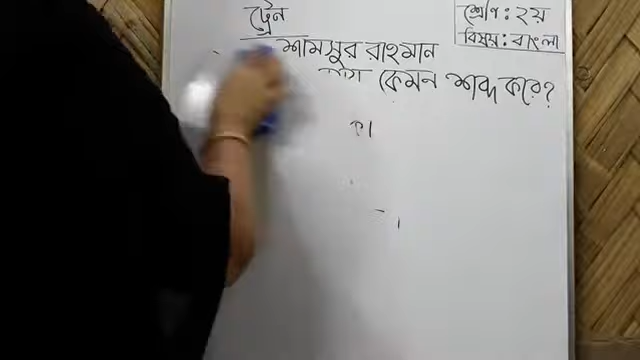 ট্রেন
শ্রেণি: ২য়
বিষয়: বাংলা
শামসুর রাহমান
কেমন শব্দ করে?